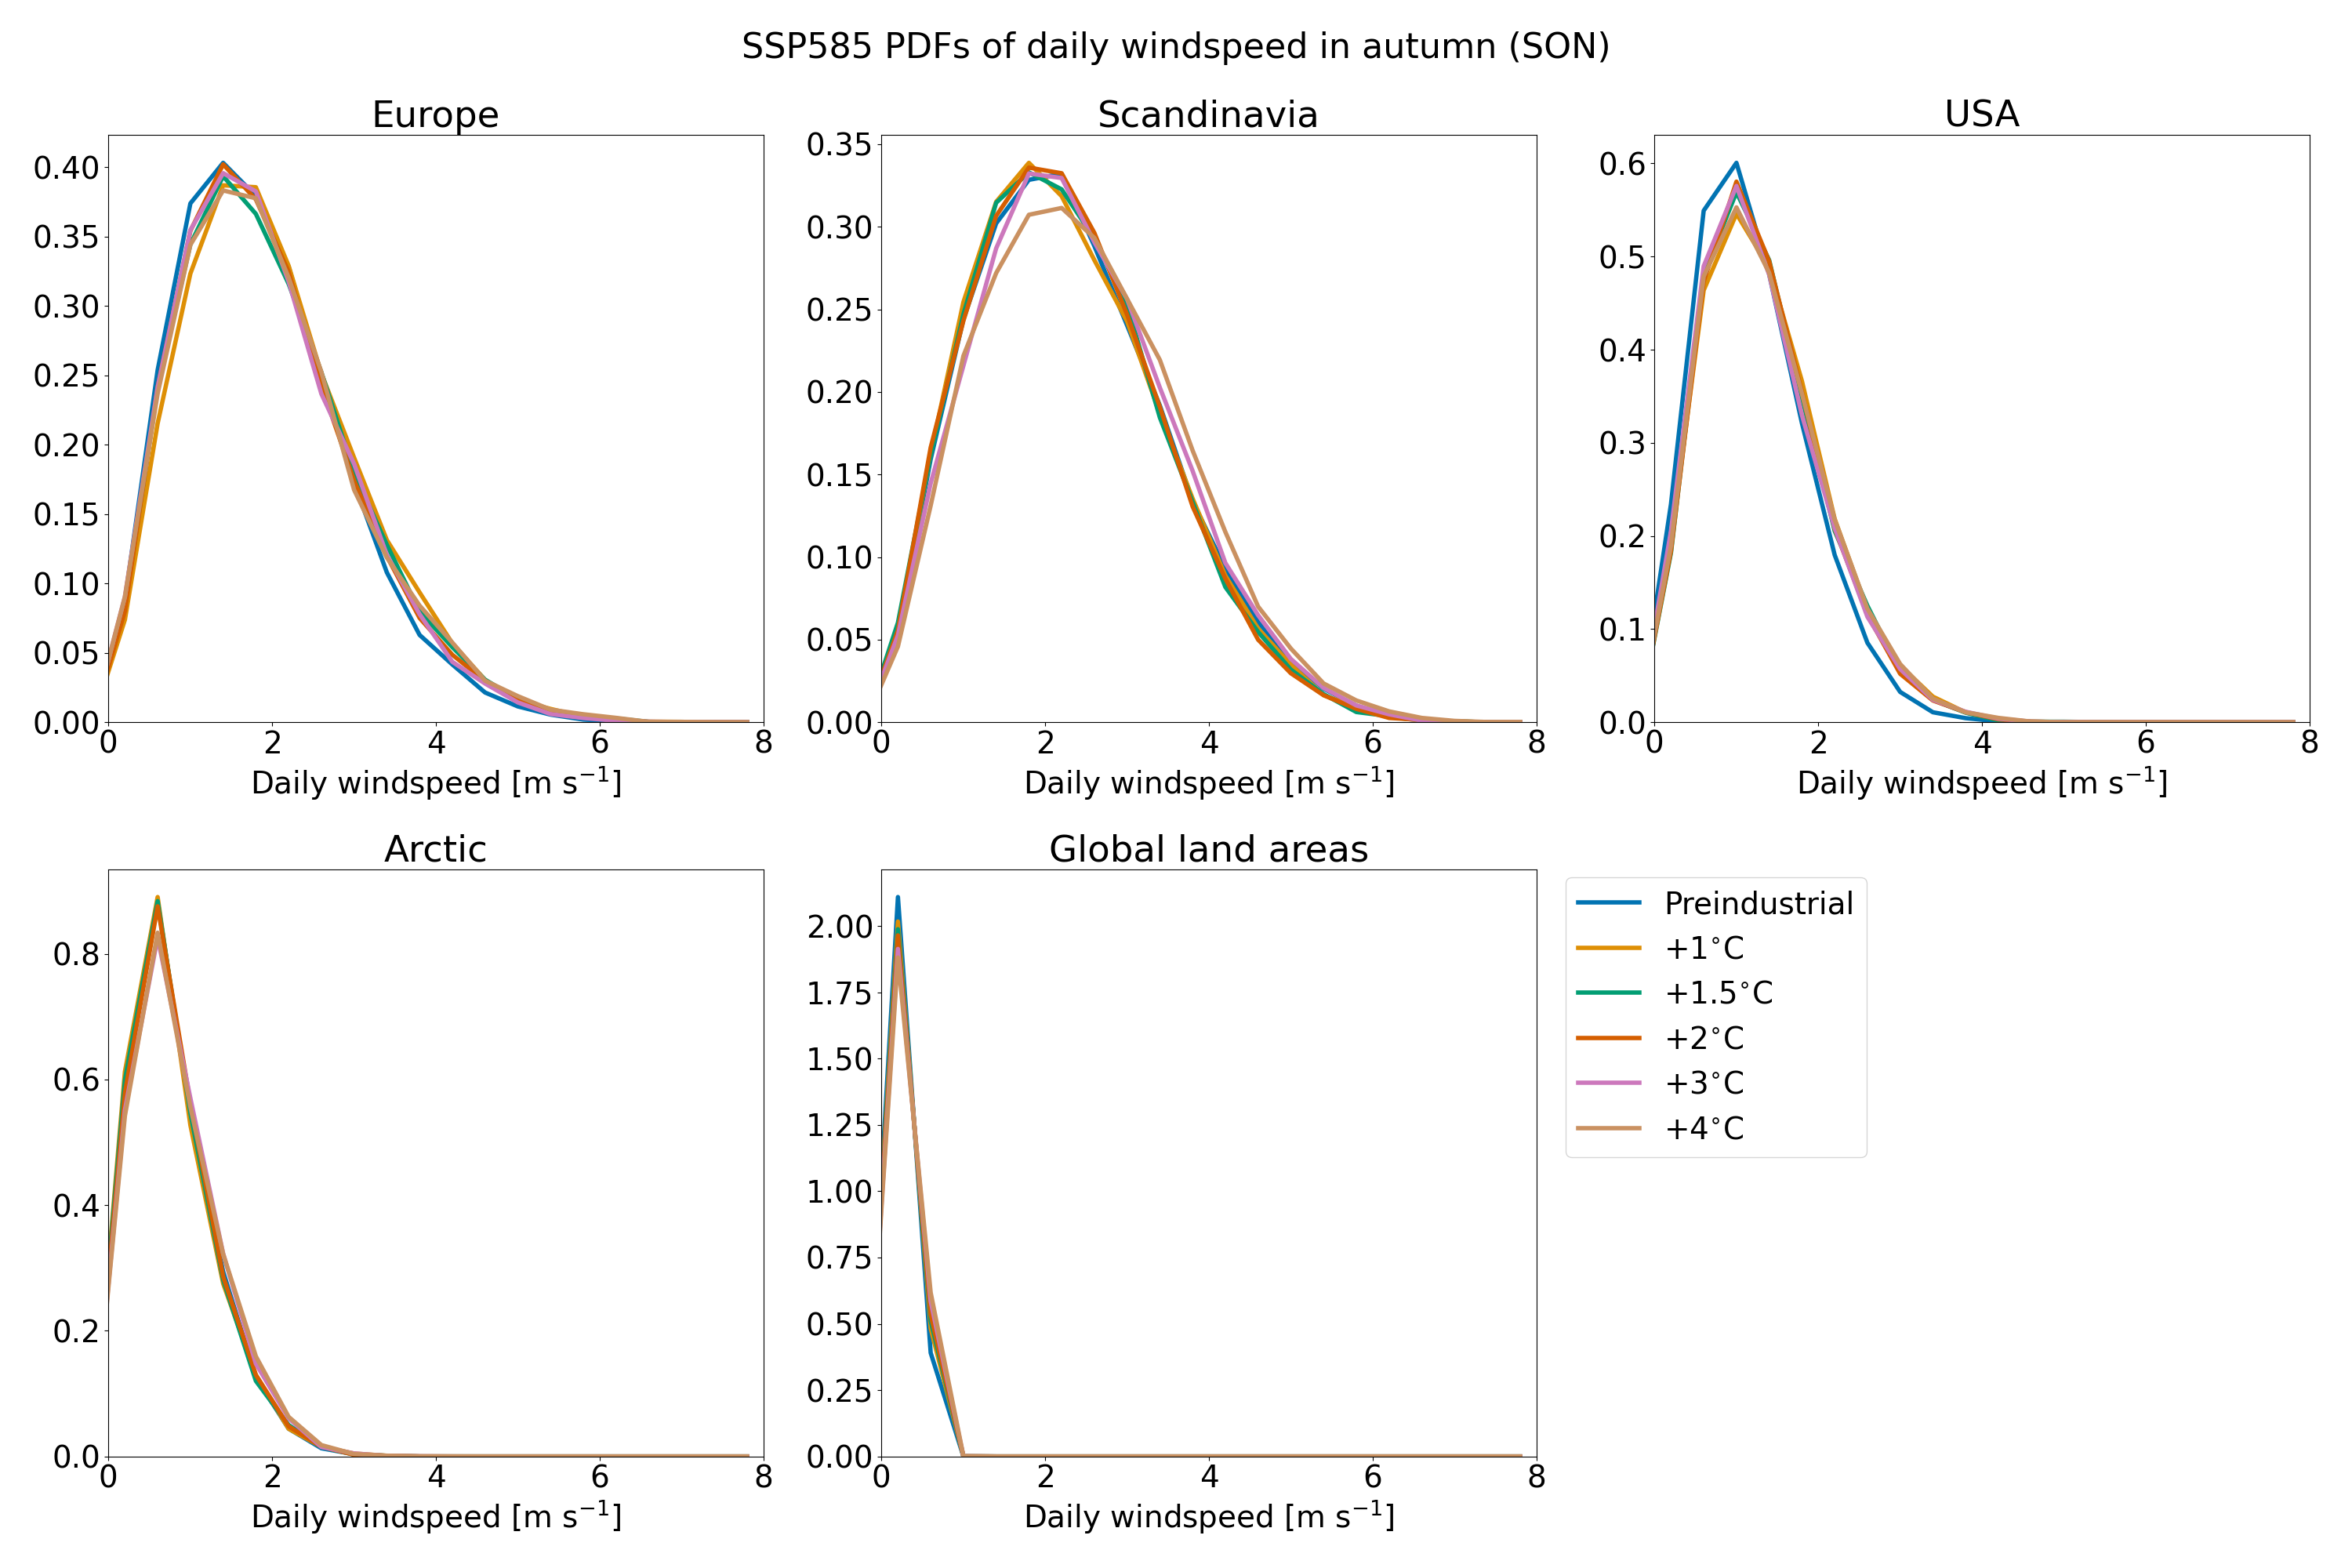 SSP585 PDFs of daily windspeed in autumn (SON)
Europe
0.40
0.35
0.30
0.25
0.20
0.15
0.10
0.05
0.00
0 2 4 6 8
Daily windspeed [m s⁻¹]
Scandinavia
0.35
0.30
0.25
0.20
0.15
0.10
0.05
0.00
0 2 4 6 8
Daily windspeed [m s⁻¹]
USA
0.6
0.5
0.4
0.3
0.2
0.1
0.0
0 2 4 6 8
Daily windspeed [m s⁻¹]
Arctic
0.8
0.6
0.4
0.2
0.0
0 2 4 6 8
Daily windspeed [m s⁻¹]
Global land areas
2.00
1.75
1.50
1.25
1.00
0.75
0.50
0.25
0.00
0 2 4 6 8
Daily windspeed [m s⁻¹]
Preindustrial
+1°C
+1.5°C
+2°C
+3°C
+4°C